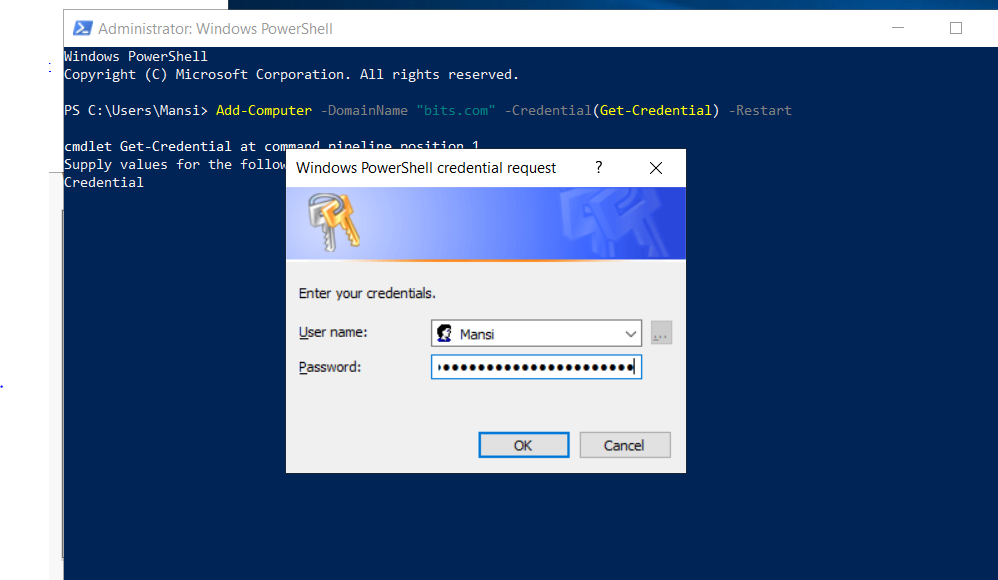 Administrator: Windows PowerShell
Windows PowerShell
Copyright (C) Microsoft Corporation. All rights reserved.
PS C:\Users\Mansi> Add-Computer -DomainName "bits.com" -Credential(Get-Credential) -Restart
cmdlet Get-Credential at command pipeline position 1
Supply values for the follow
Credential
Windows PowerShell credential request
?
Enter your credentials.
User name:
Mansi
...
Password:
OK
Cancel